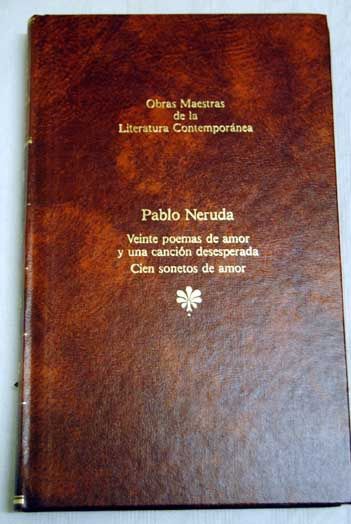 Obras Maestras
de la
Literatura Contemporánea
Pablo Neruda
Veinte poemas de amor
y una canción desesperada
Cien sonetos de amor